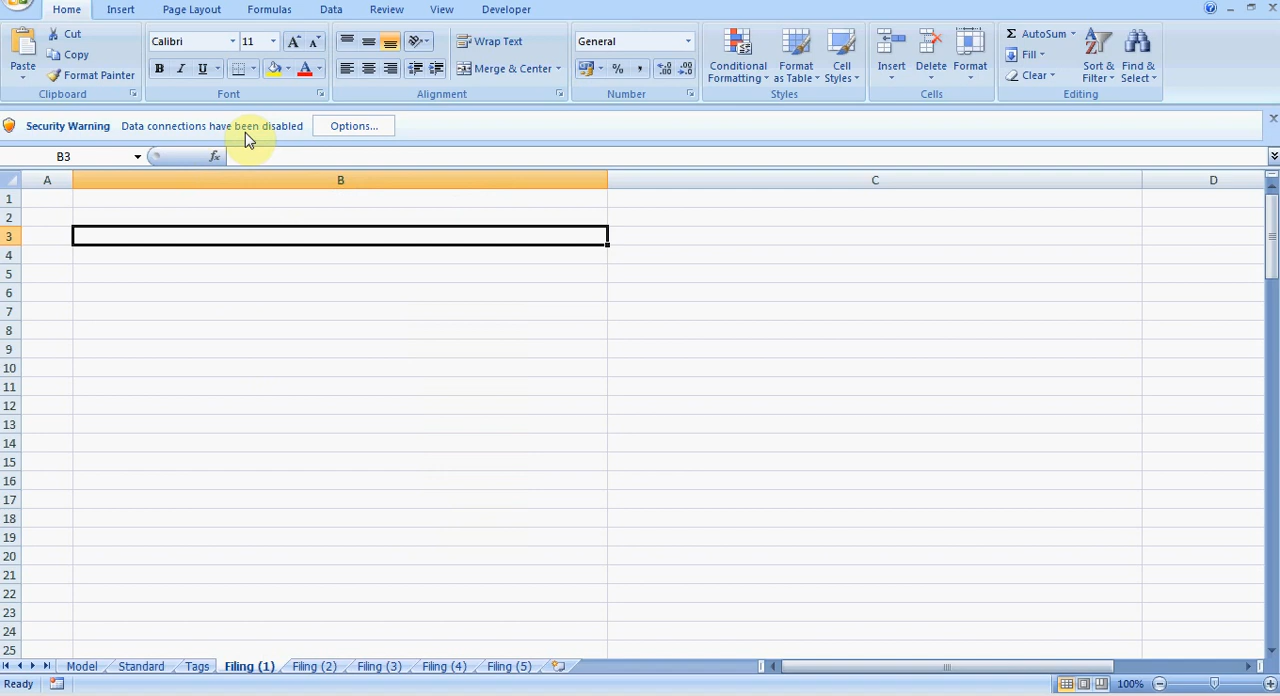 Home Insert Page Layout Formulas Data Review View Developer
Cut
Copy
Format Painter
Paste
Clipboard
Calibri 11
B I U
Font
Wrap Text
Merge & Center
Alignment
General
% ,
Number
Conditional Formatting
Format as Table
Cell Styles
Styles
Insert Delete Format
Cells
Σ AutoSum
Fill
Clear
Sort & Filter
Find & Select
Editing
Security Warning Data connections have been disabled Options...
B3 fx
A B C D
1
2
3
4
5
6
7
8
9
10
11
12
13
14
15
16
17
18
19
20
21
22
23
24
25
Model Standard Tags Filing (1) Filing (2) Filing (3) Filing (4) Filing (5)
Ready 100%